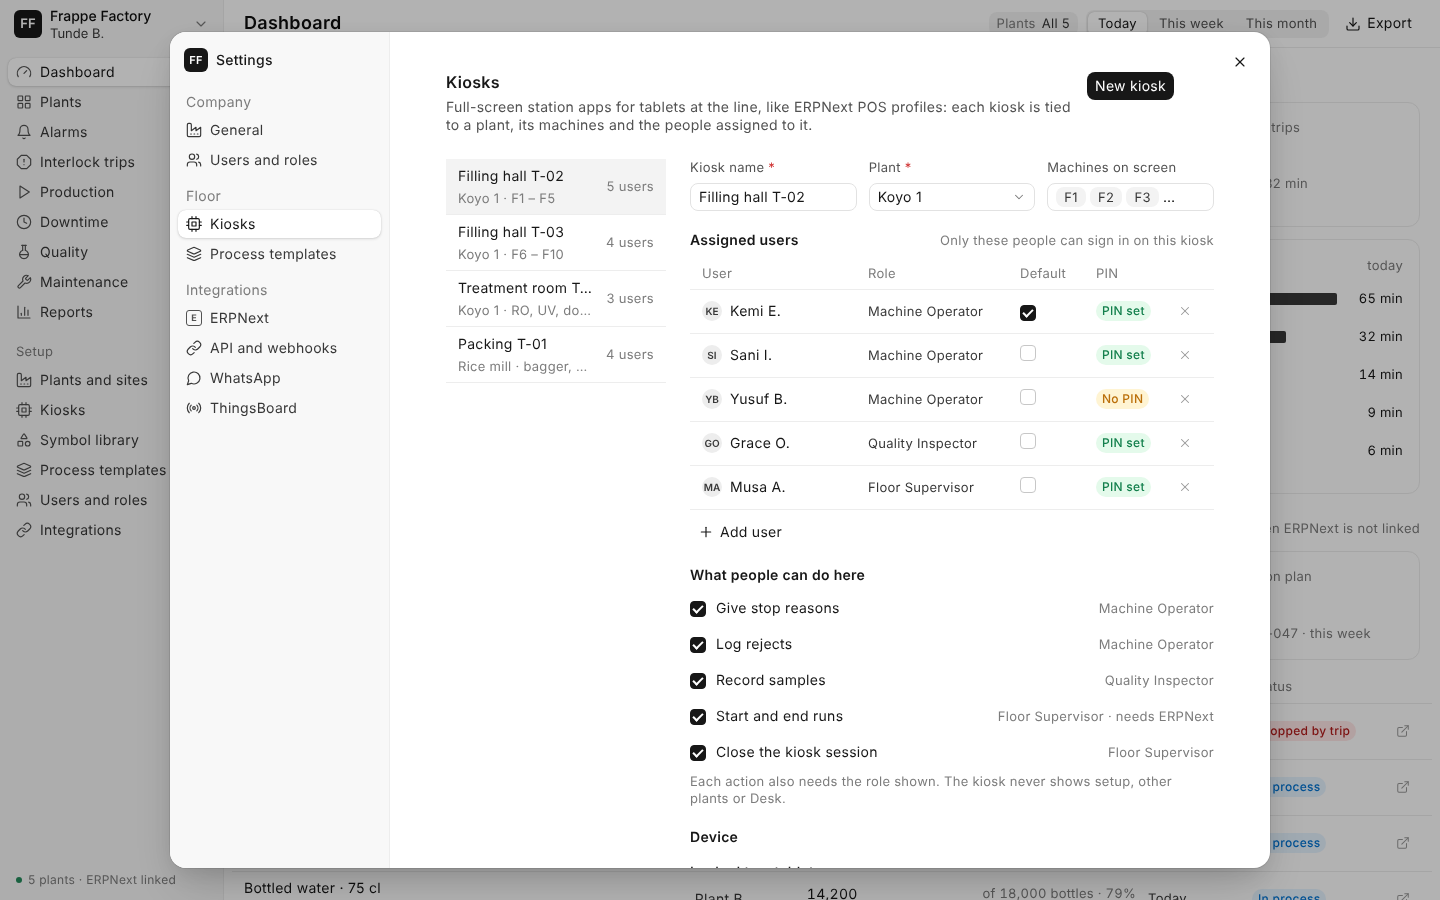 FF
Frappe Factory
Tunde B.
Dashboard
Plants
Alarms
Interlock trips
Production
Downtime
Quality
Maintenance
Reports
Setup
Plants and sites
Kiosks
Symbol library
Process templates
Users and roles
Integrations
5 plants · ERPNext linked
Dashboard
Plants All 5
Today
This week
This month
Export
FF
Settings
Company
General
Users and roles
Floor
Kiosks
Process templates
Integrations
E ERPNext
API and webhooks
WhatsApp
ThingsBoard
Kiosks
Full-screen station apps for tablets at the line, like ERPNext POS profiles: each kiosk is tied
to a plant, its machines and the people assigned to it.
New kiosk
Filling hall T-02
Koyo 1 · F1 – F5
5 users
Filling hall T-03
Koyo 1 · F6 – F10
4 users
Treatment room T...
Koyo 1 · RO, UV, do...
3 users
Packing T-01
Rice mill · bagger, ...
4 users
Kiosk name *
Plant *
Machines on screen
Filling hall T-02
Koyo 1
F1 F2 F3 ...
Assigned users
Only these people can sign in on this kiosk
User Role Default PIN
KE Kemi E. Machine Operator PIN set
SI Sani I. Machine Operator PIN set
YB Yusuf B. Machine Operator No PIN
GO Grace O. Quality Inspector PIN set
MA Musa A. Floor Supervisor PIN set
Add user
What people can do here
Give stop reasons Machine Operator
Log rejects Machine Operator
Record samples Quality Inspector
Start and end runs Floor Supervisor · needs ERPNext
Close the kiosk session Floor Supervisor
Each action also needs the role shown. The kiosk never shows setup, other
plants or Desk.
Device
trips
32 min
today
65 min
32 min
14 min
9 min
6 min
ERPNext is not linked
plan
-047 · this week
by trip
process
process
Bottled water · 75 cl
Plant B
14,200
of 18,000 bottles · 79%
Today
In process